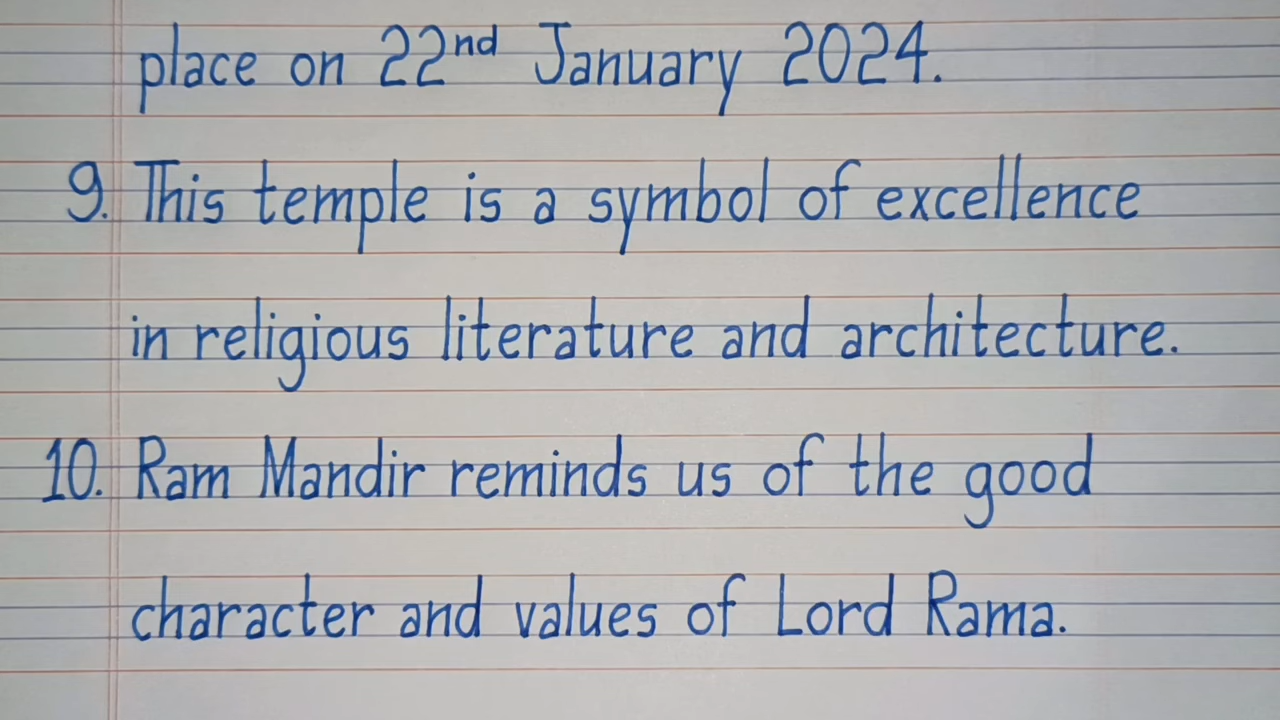 place on 22nd January 2024.
9. This temple is a symbol of excellence
in religious literature and architecture.
10. Ram Mandir reminds us of the good
character and values of Lord Rama.